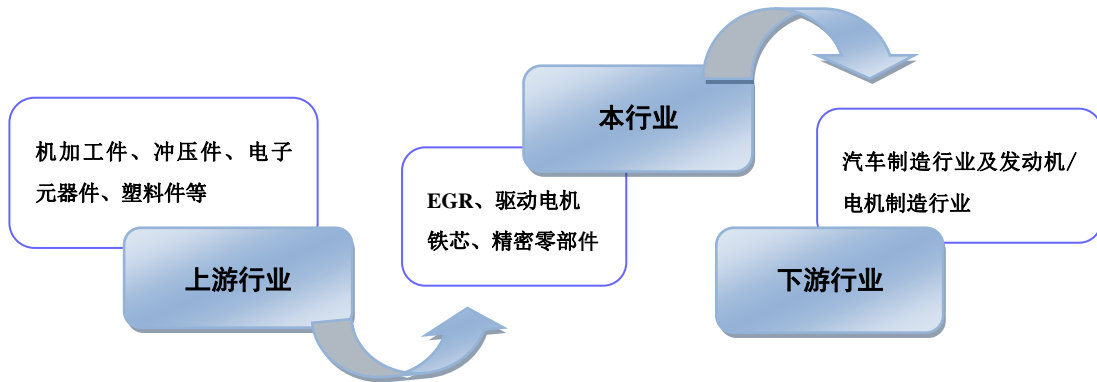 机加工件、冲压件、电子
元器件、塑料件等
上游行业
本行业
EGR、驱动电机
铁芯、精密零部件
汽车制造行业及发动机/
电机制造行业
下游行业